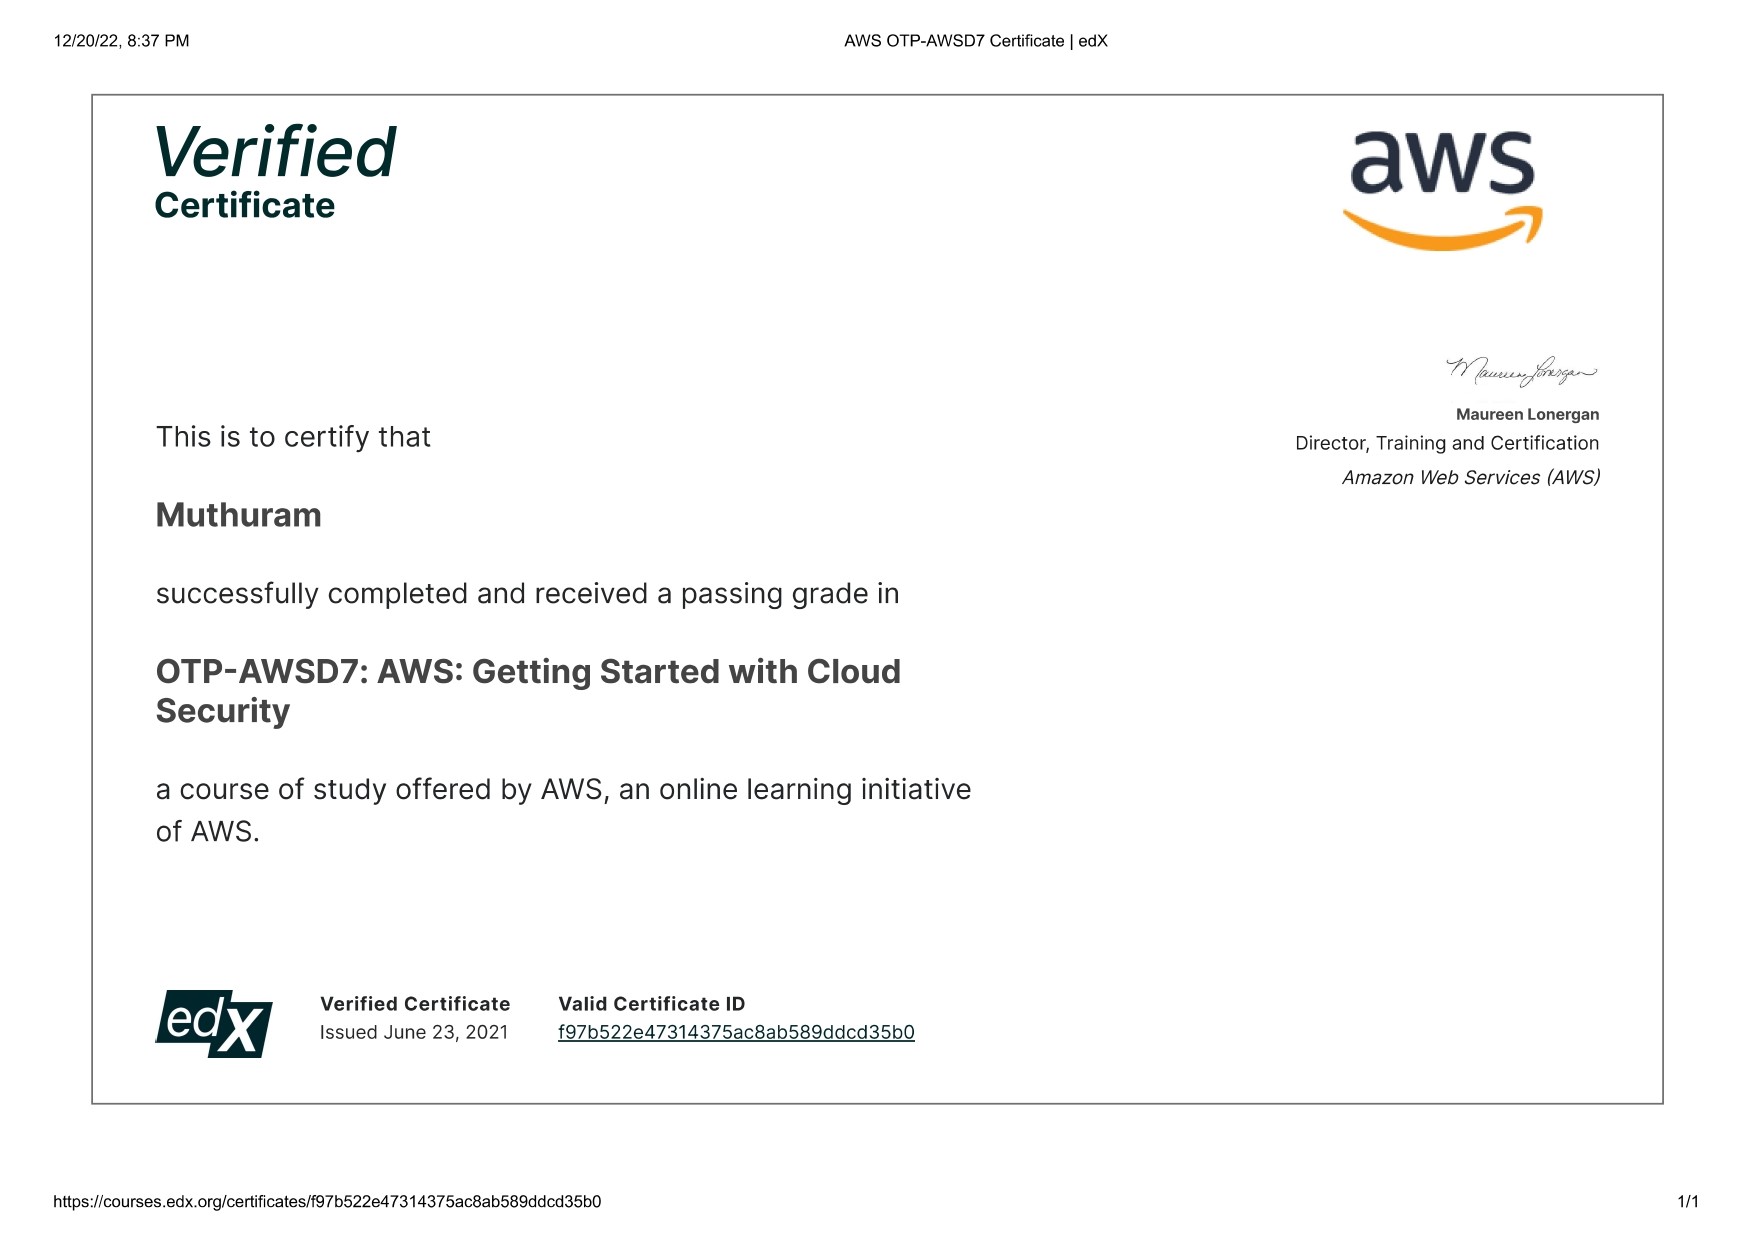 12/20/22, 8:37 PM
AWS OTP-AWSD7 Certificate | edX
Verified
Certificate
aws
Maureen Lonergan
Maureen Lonergan
Director, Training and Certification
Amazon Web Services (AWS)
This is to certify that
Muthuram
successfully completed and received a passing grade in
OTP-AWSD7: AWS: Getting Started with Cloud
Security
a course of study offered by AWS, an online learning initiative
of AWS.
edX
Verified Certificate
Issued June 23, 2021
Valid Certificate ID
f97b522e47314375ac8ab589ddcd35b0
https://courses.edx.org/certificates/f97b522e47314375ac8ab589ddcd35b0
1/1